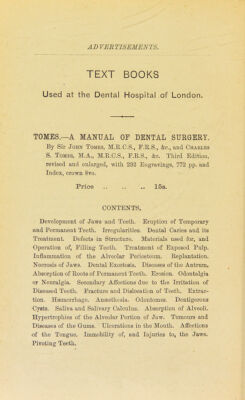 ADVERTISEMENTS.
TEXT BOOKS
Used at the Dental Hospital of London.
TOMES.—A MANUAL OF DENTAL SURGERY.
By Sir John Tomes, M.R.C.S., F.R.S., &c., and Charles
S. Tomes, M.A., M.R.C.S., F.R.S., &c. Third Edition,
revised and enlarged, with 292 Engravings, 772 pp. and
Index, crown 8vo.
Price .. .. .. 15s.
CONTENTS.
Development of Jaws and Teeth. Eruption of Temporary
and Permanent Teeth. Irregularities. Dental Caries and its
Treatment. Defects in Structure. Materials used for, and
Operation of, Filling Teeth. Treatment of Exposed Pulp.
Inflammation of the Alveolar Periosteum. Replantation.
Necrosis of Jaws. Dental Exostosis. Diseases of the Antrum,
Absorption of Roots of Permanent Teeth. Erosion. Odontalgia
or Neuralgia. Secondary Affections due to the Irritation of
Diseased Teeth. Fracture and Dislocation of Teeth. Extrac-
tion. Hæmorrhage. Anæsthesia. Odontomes. Dentigerous
Cysts. Saliva and Salivary Calculus. Absorption of Alveoli.
Hypertrophies of the Alveolar Portion of Jaw. Tumours and
Diseases of the Gums. Ulcerations in the Mouth. Affections
of the Tongue. Immobility of, and Injuries to, the Jaws.
Pivoting Teeth.